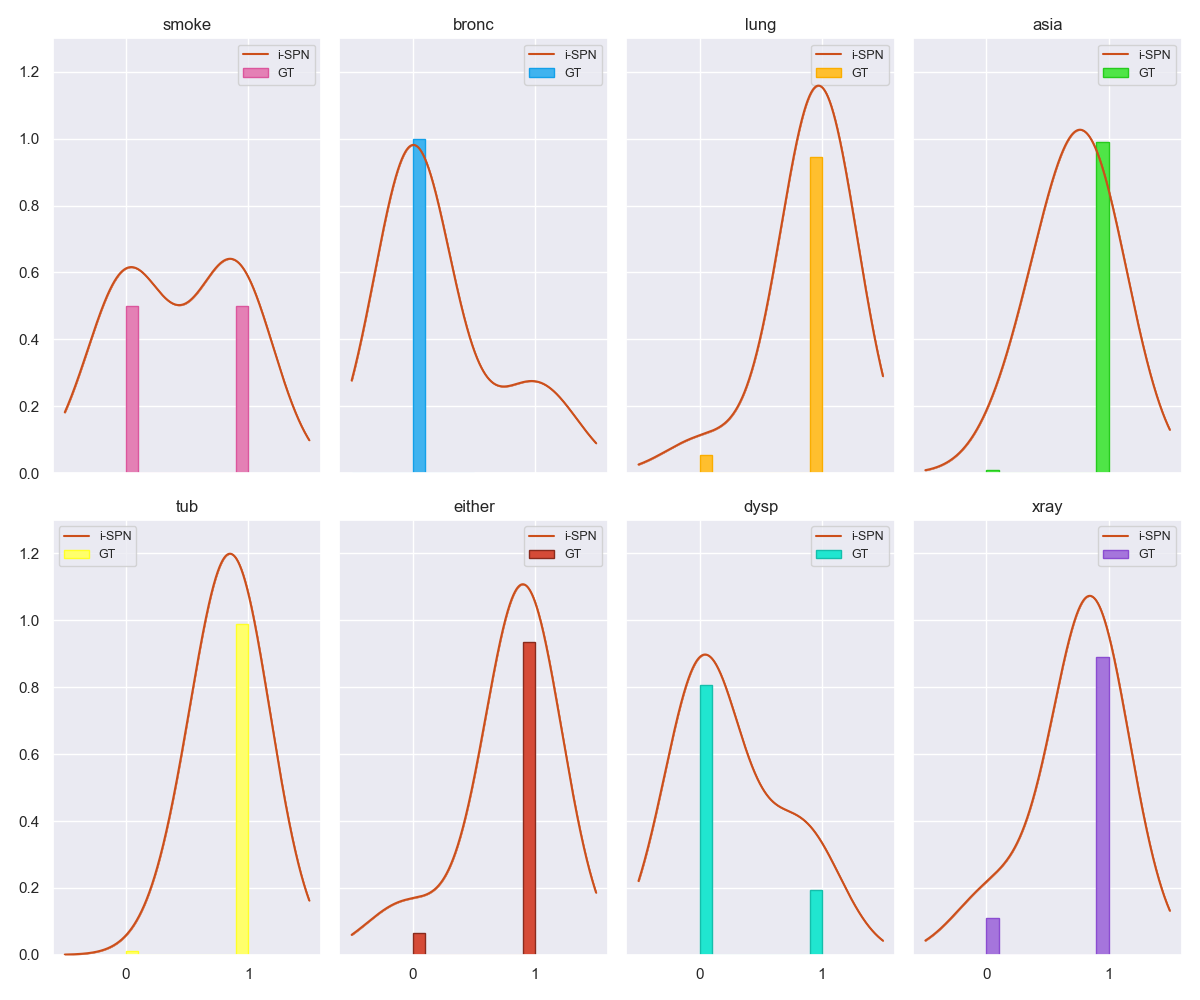 smoke
bronc
lung
asia
i-SPN
GT
i-SPN
GT
i-SPN
GT
i-SPN
GT
1.2
1.0
0.8
0.6
0.4
0.2
0.0
tub
either
dysp
xray
i-SPN
GT
i-SPN
GT
i-SPN
GT
i-SPN
GT
1.2
1.0
0.8
0.6
0.4
0.2
0.0
0 1
0 1
0 1
0 1